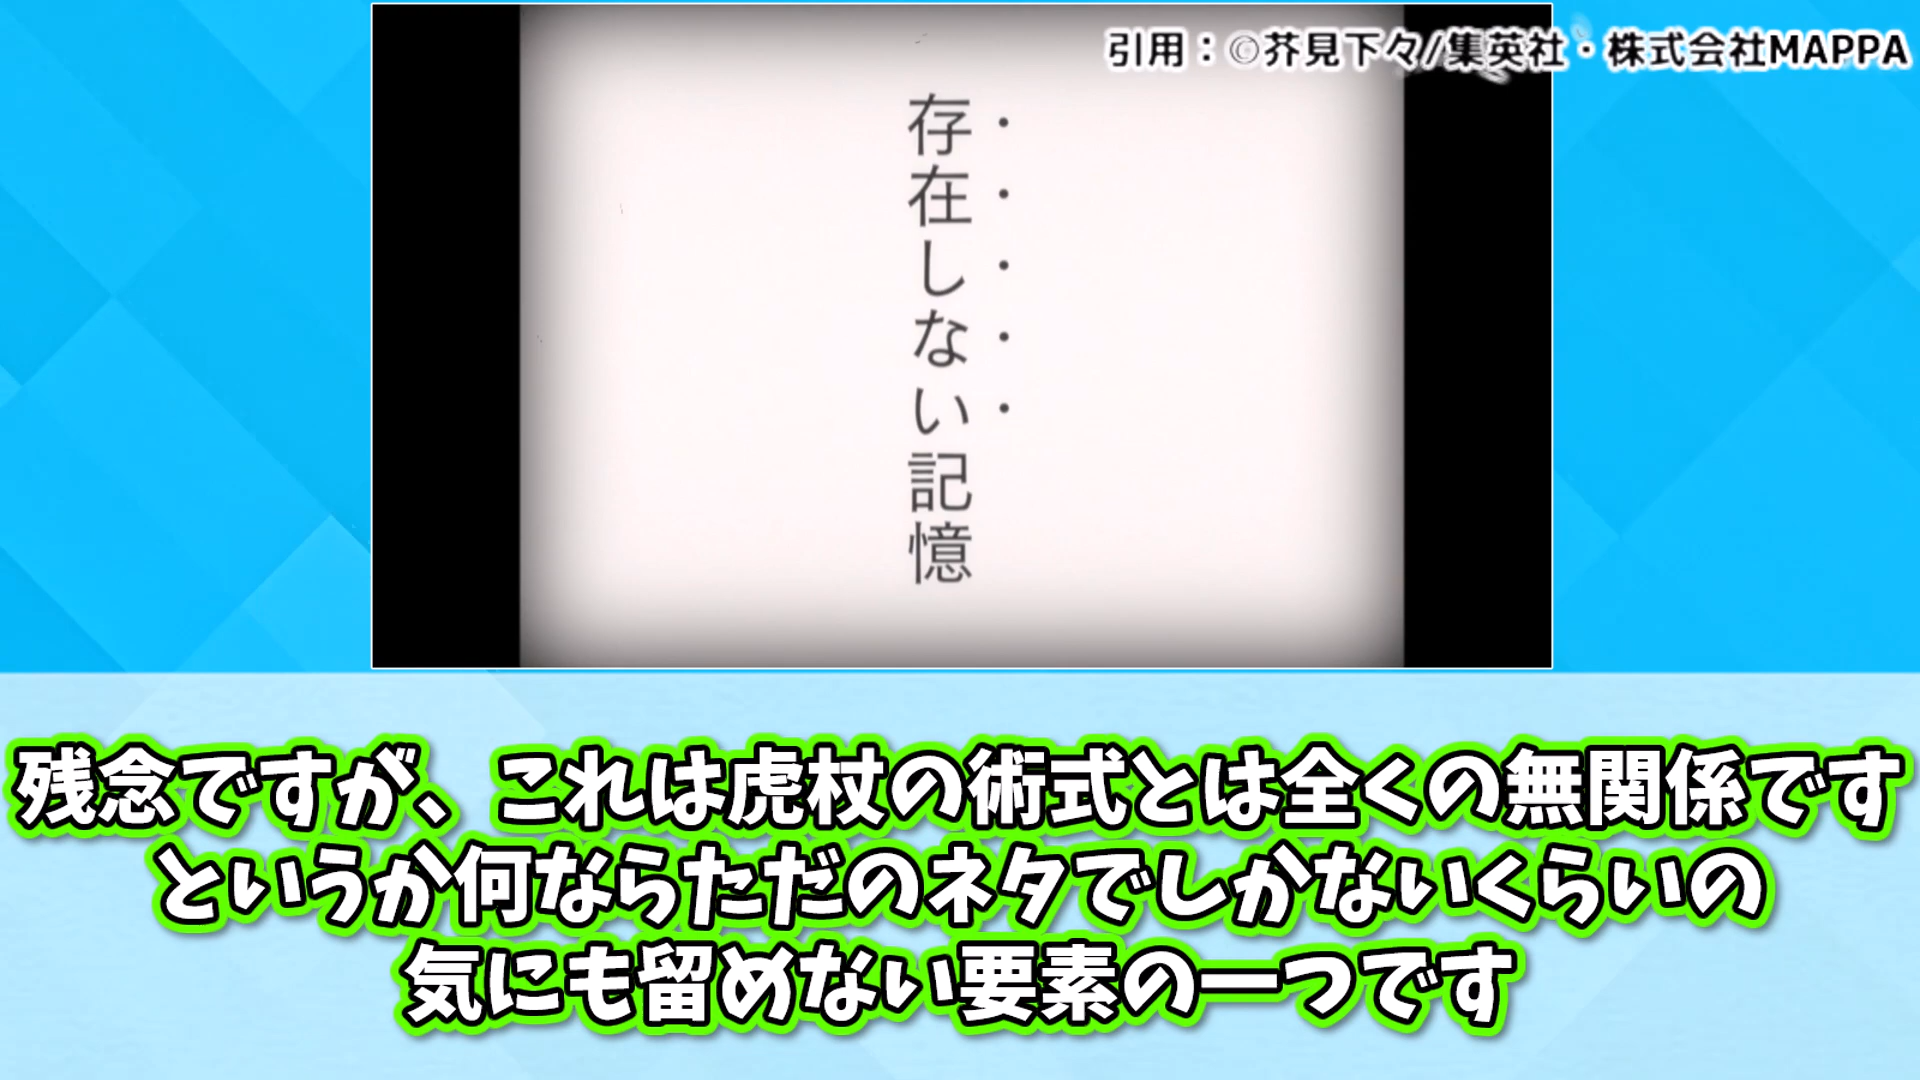 引用：©芥見下々/集英社・株式会社MAPPA
存在しない記憶
残念ですが、これは虎杖の術式とは全くの無関係です
というか何ならただのネタでしかないくらいの
気にも留めない要素の一つです